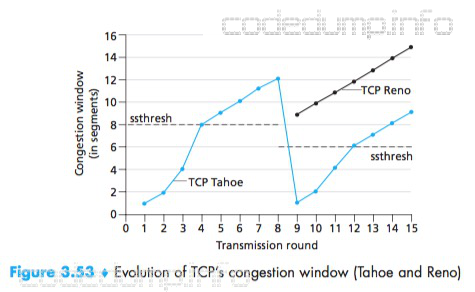 16
14
12
10
8
6
4
2
0
Congestion window
(in segments)
ssthresh
TCP Reno
ssthresh
TCP Tahoe
0 1 2 3 4 5 6 7 8 9 10 11 12 13 14 15
Transmission round
Figure 3.53 ♦ Evolution of TCP's congestion window (Tahoe and Reno)